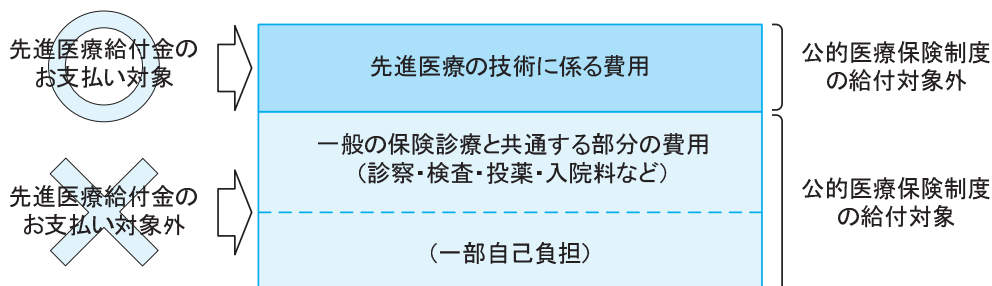 先進医療給付金の
お支払い対象
先進医療の技術に係る費用
公的医療保険制度
の給付対象外
一般の保険診療と共通する部分の費用
(診察・検査・投薬・入院料など)
先進医療給付金の
お支払い対象外
公的医療保険制度
の給付対象
(一部自己負担)